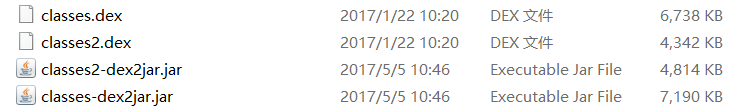 classes.dex 2017/1/22 10:20 DEX 文件 6,738 KB
classes2.dex 2017/1/22 10:20 DEX 文件 4,342 KB
classes2-dex2jar.jar 2017/5/5 10:46 Executable Jar File 4,814 KB
classes-dex2jar.jar 2017/5/5 10:46 Executable Jar File 7,190 KB